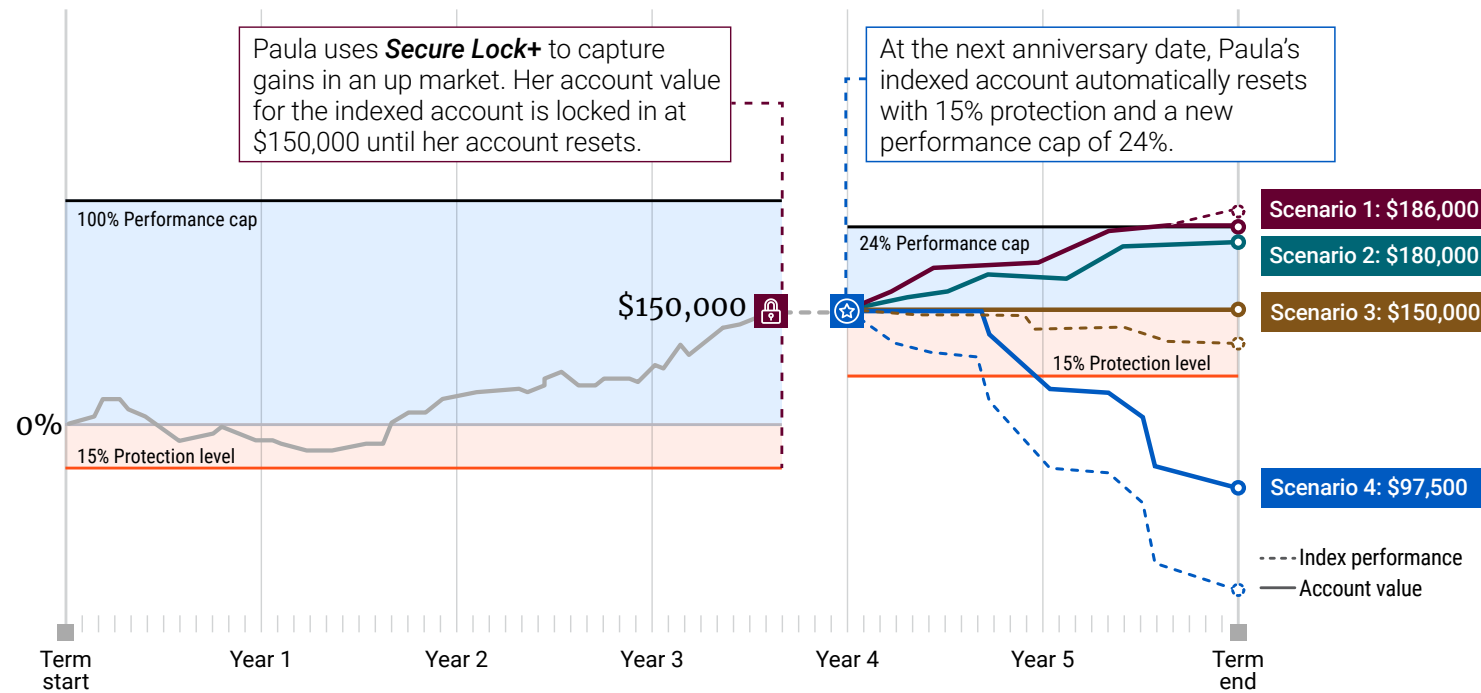 Paula uses Secure Lock+ to capture
gains in an up market. Her account value
for the indexed account is locked in at
$150,000 until her account resets.
At the next anniversary date, Paula’s
indexed account automatically resets
with 15% protection and a new
performance cap of 24%.
100% Performance cap
24% Performance cap
Scenario 1: $186,000
Scenario 2: $180,000
$150,000
Scenario 3: $150,000
15% Protection level
0%
15% Protection level
Scenario 4: $97,500
Index performance
Account value
Term
start
Year 1
Year 2
Year 3
Year 4
Year 5
Term
end